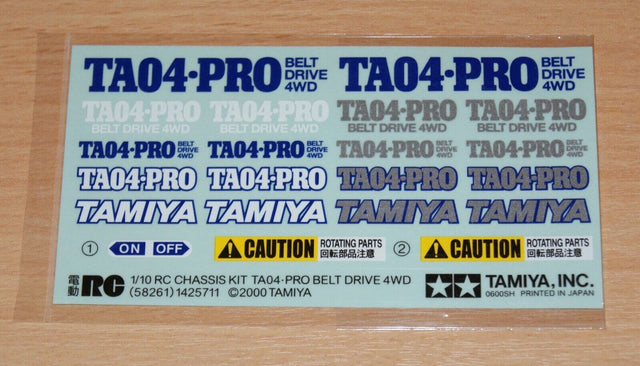 TA04·PRO BELT DRIVE 4WD TA04·PRO BELT DRIVE 4WD
TA04·PRO TA04·PRO TA04·PRO TA04·PRO
BELT DRIVE 4WD BELT DRIVE 4WD BELT DRIVE 4WD BELT DRIVE 4WD
TA04·PRO BELT DRIVE 4WD TA04·PRO BELT DRIVE 4WD TA04·PRO BELT DRIVE 4WD TA04·PRO BELT DRIVE 4WD
TA04·PRO TA04·PRO TA04·PRO TA04·PRO
TAMIYA TAMIYA TAMIYA TAMIYA
① ON OFF CAUTION ROTATING PARTS 回転部品注意 ② CAUTION ROTATING PARTS 回転部品注意
電動 RC 1/10 RC CHASSIS KIT TA04·PRO BELT DRIVE 4WD
(58261) 1425711 ©2000 TAMIYA
TAMIYA, INC.
0600SH PRINTED IN JAPAN